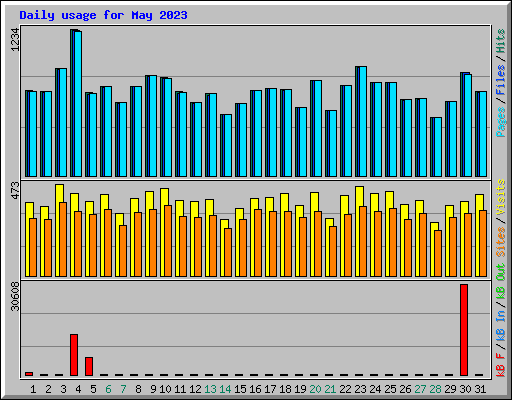 Daily usage for May 2023
1234
Pages / Files / Hits
473
Sites / Visits
30608
kB F / kB In / kB Out
1 2 3 4 5 6 7 8 9 10 11 12 13 14 15 16 17 18 19 20 21 22 23 24 25 26 27 28 29 30 31